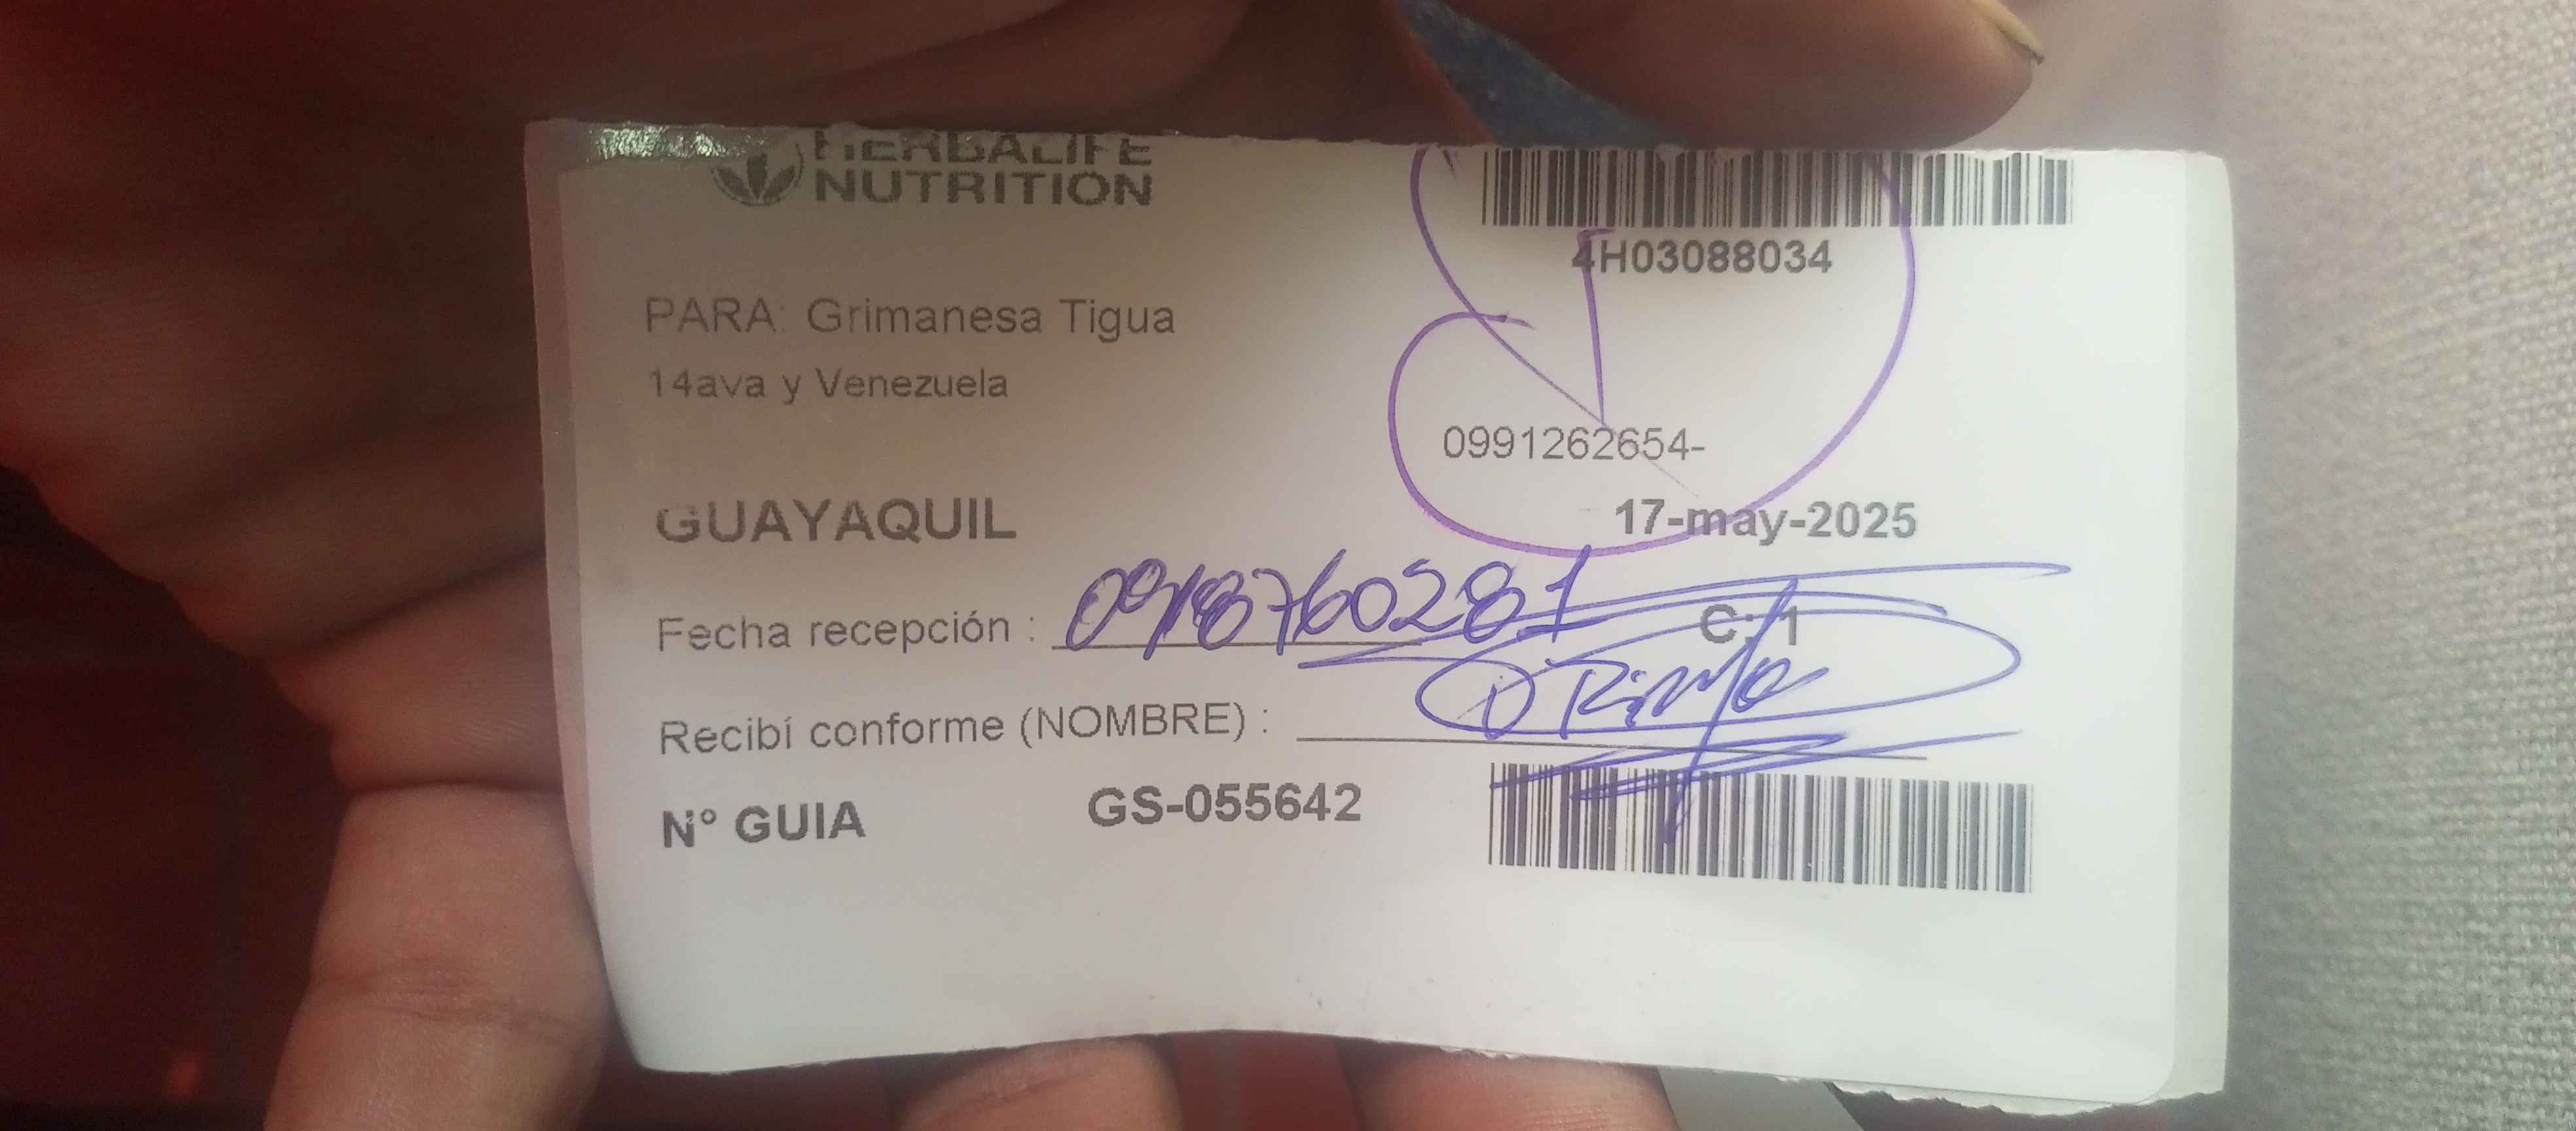 HERBALIFE
NUTRITION
4H03088034
PARA: Grimanesa Tigua
14ava y Venezuela
0991262654-
GUAYAQUIL
17-may-2025
Fecha recepción : 0918760281
C: 1
Recibí conforme (NOMBRE) :
N° GUIA GS-055642